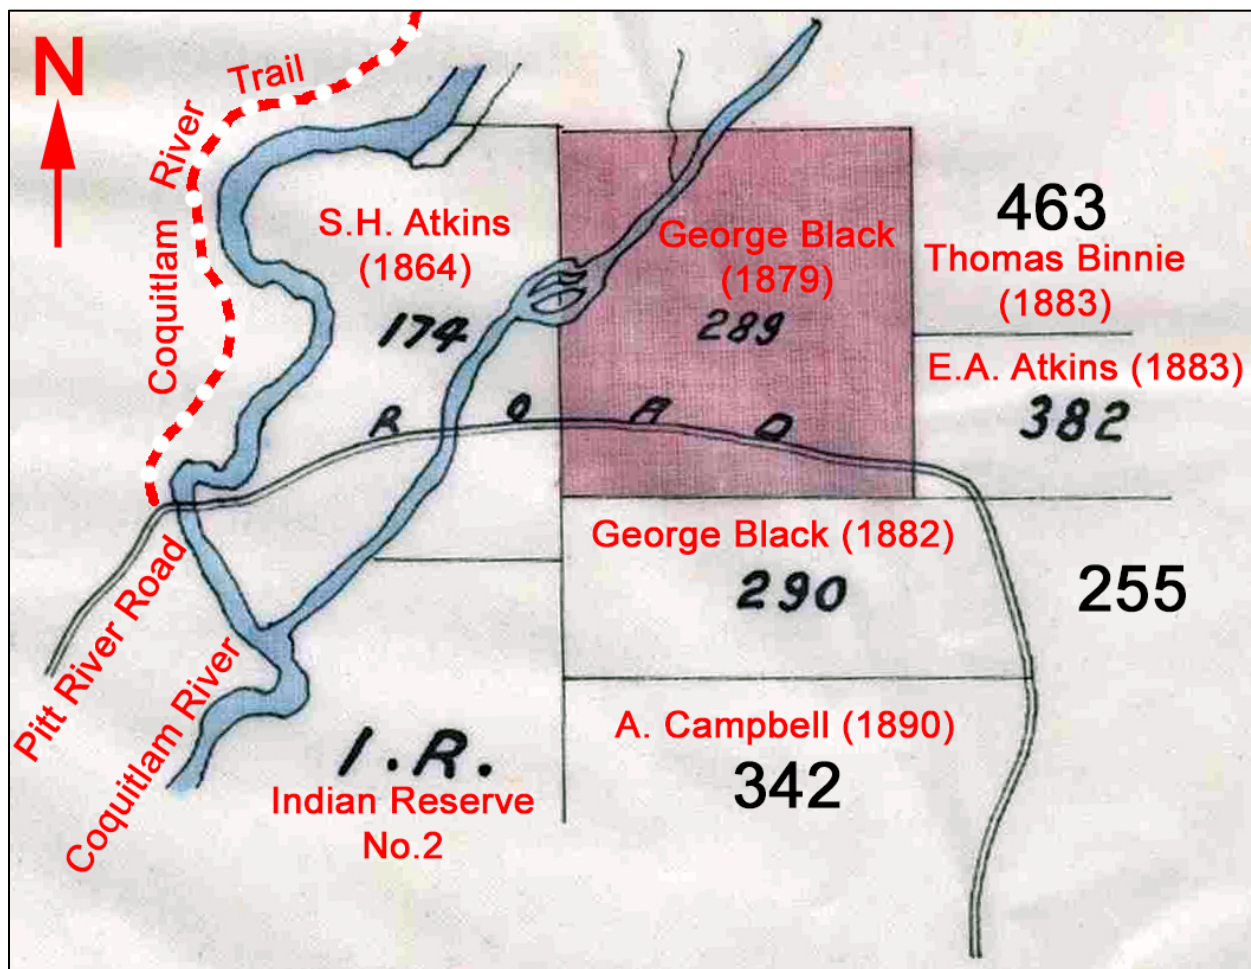 N
Coquitlam River Trail
S.H. Atkins
(1864)
174
George Black
(1879)
289
463
Thomas Binnie
(1883)
E.A. Atkins (1883)
382
R O A D
George Black (1882)
290
255
Pitt River Road
Coquitlam River
A. Campbell (1890)
342
I.R.
Indian Reserve
No.2